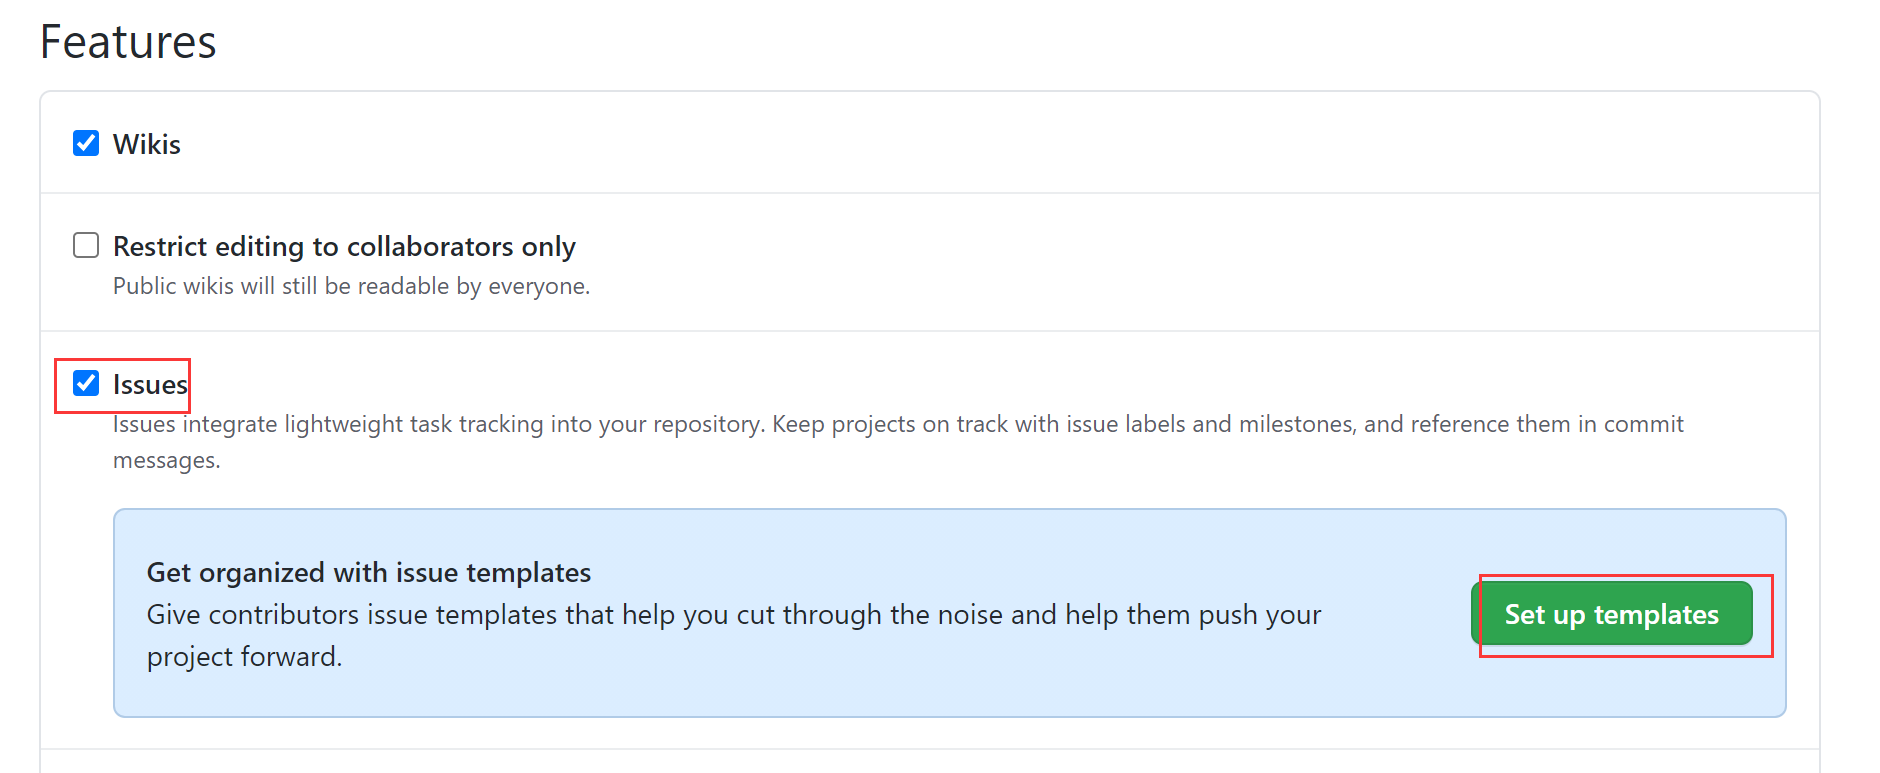 Features
Wikis
Restrict editing to collaborators only
Public wikis will still be readable by everyone.
Issues
Issues integrate lightweight task tracking into your repository. Keep projects on track with issue labels and milestones, and reference them in commit
messages.
Get organized with issue templates
Give contributors issue templates that help you cut through the noise and help them push your
project forward.
Set up templates